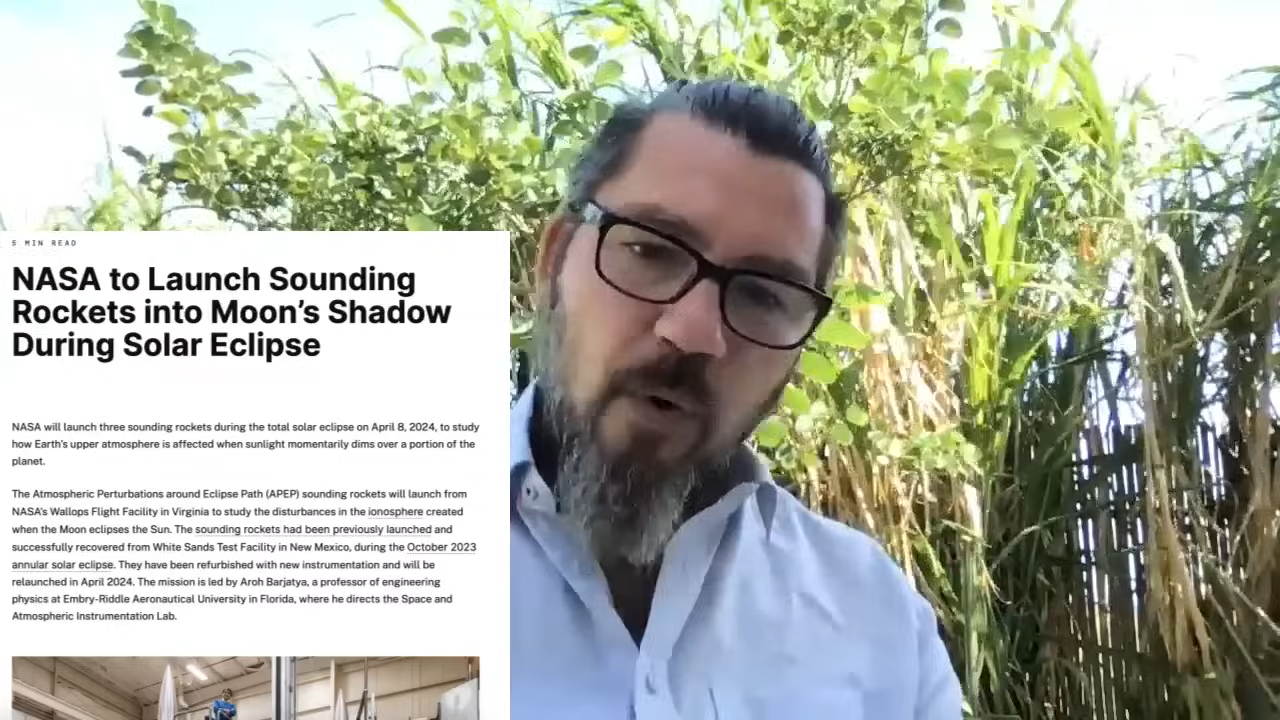 5 MIN READ
NASA to Launch Sounding
Rockets into Moon's Shadow
During Solar Eclipse
NASA will launch three sounding rockets during the total solar eclipse on April 8, 2024, to study
how Earth's upper atmosphere is affected when sunlight momentarily dims over a portion of the
planet.
The Atmospheric Perturbations around Eclipse Path (APEP) sounding rockets will launch from
NASA's Wallops Flight Facility in Virginia to study the disturbances in the ionosphere created
when the Moon eclipses the Sun. The sounding rockets had been previously launched and
successfully recovered from White Sands Test Facility in New Mexico, during the October 2023
annular solar eclipse. They have been refurbished with new instrumentation and will be
relaunched in April 2024. The mission is led by Aroh Barjatya, a professor of engineering
physics at Embry-Riddle Aeronautical University in Florida, where he directs the Space and
Atmospheric Instrumentation Lab.